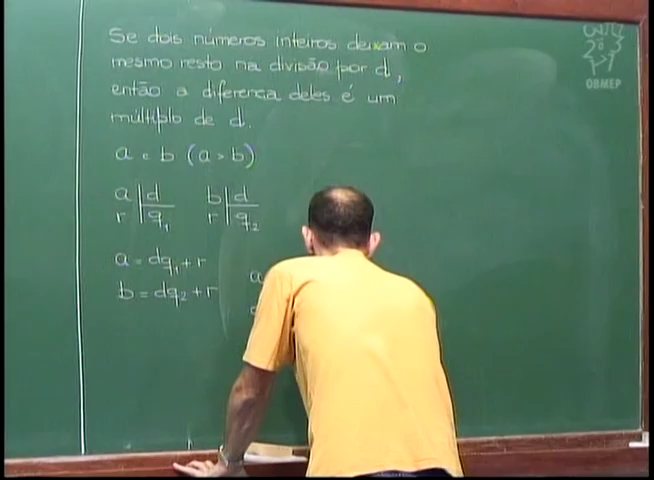 Se dois números inteiros deixam o
mesmo resto na divisão por d,
então a diferença deles é um
múltiplo de d.
a e b (a > b)
a | d b | d
r | q₁ r | q₂
a = dq₁ + r
b = dq₂ + r
a
OBMEP